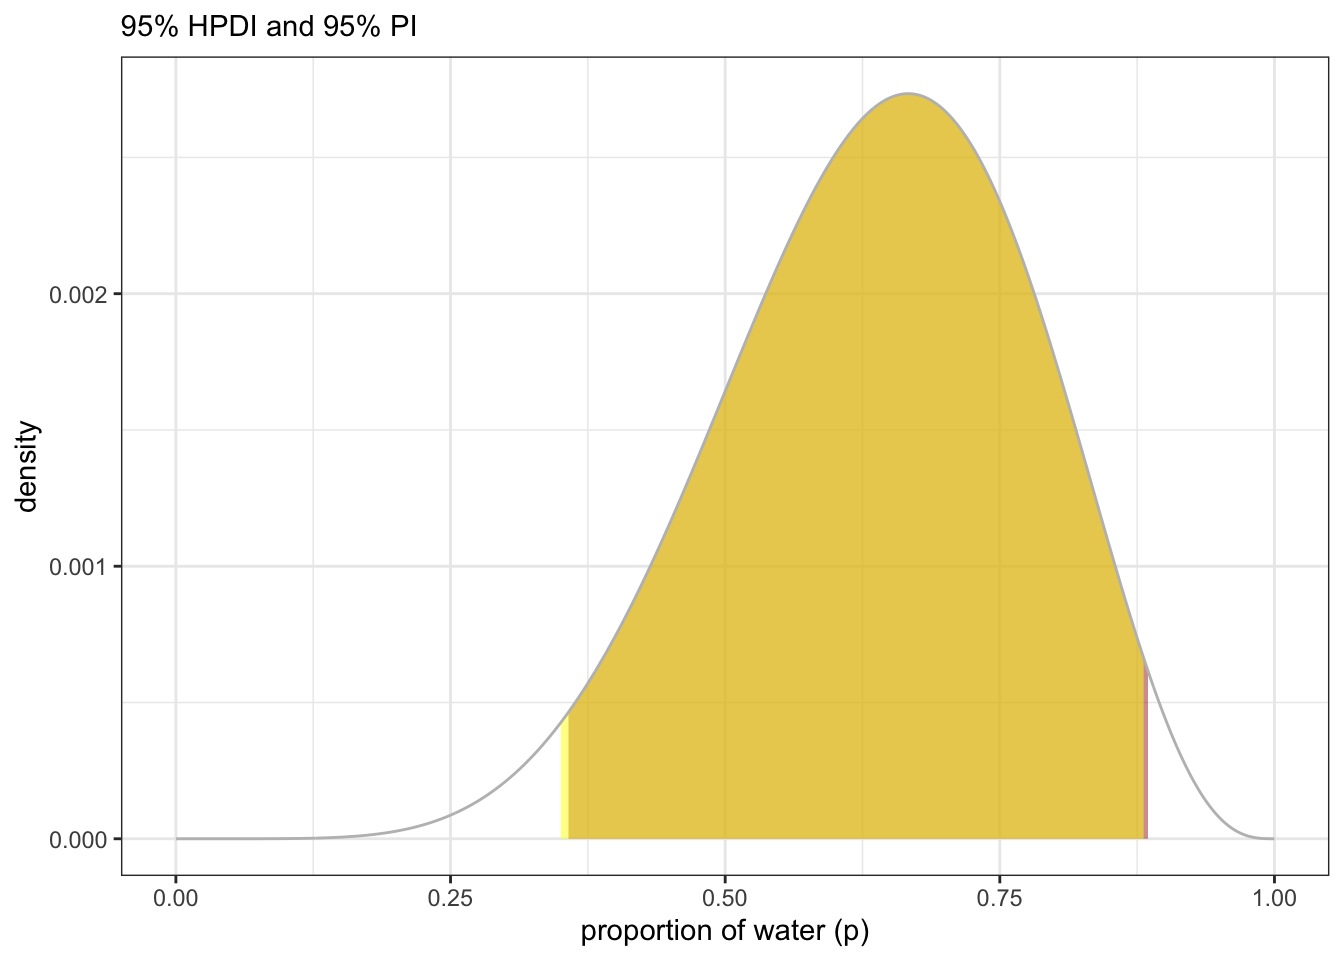 95% HPDI and 95% PI
density
0.002
0.001
0.000
0.00 0.25 0.50 0.75 1.00
proportion of water (p)